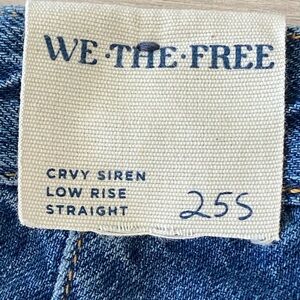 WE·THE·FREE
CRVY SIREN
LOW RISE
STRAIGHT
25S